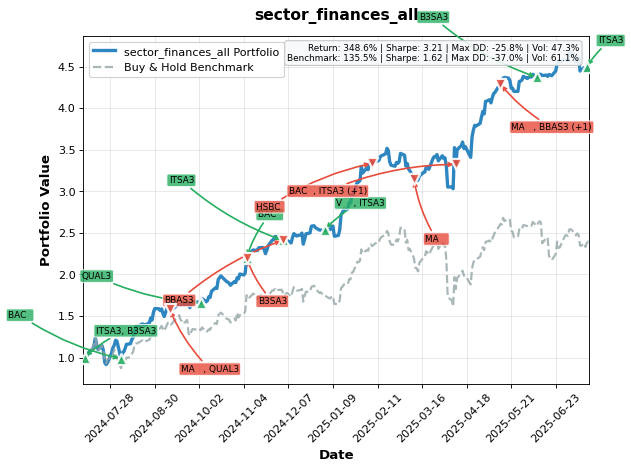 sector_finances_all
B3SA3
ITSA3
sector_finances_all Portfolio
Buy & Hold Benchmark
Return: 348.6% | Sharpe: 3.21 | Max DD: -25.8% | Vol: 47.3%
Benchmark: 135.5% | Sharpe: 1.62 | Max DD: -37.0% | Vol: 61.1%
4.5
4.0
3.5
3.0
2.5
2.0
1.5
1.0
Portfolio Value
MA , BBAS3 (+1)
ITSA3
BAC , ITSA3 (+1)
V , ITSA3
HSBC
BAC
MA
QUAL3
BBAS3
B3SA3
BAC
ITSA3, B3SA3
MA , QUAL3
2024-07-28
2024-08-30
2024-10-02
2024-11-04
2024-12-07
2025-01-09
2025-02-11
2025-03-16
2025-04-18
2025-05-21
2025-06-23
Date